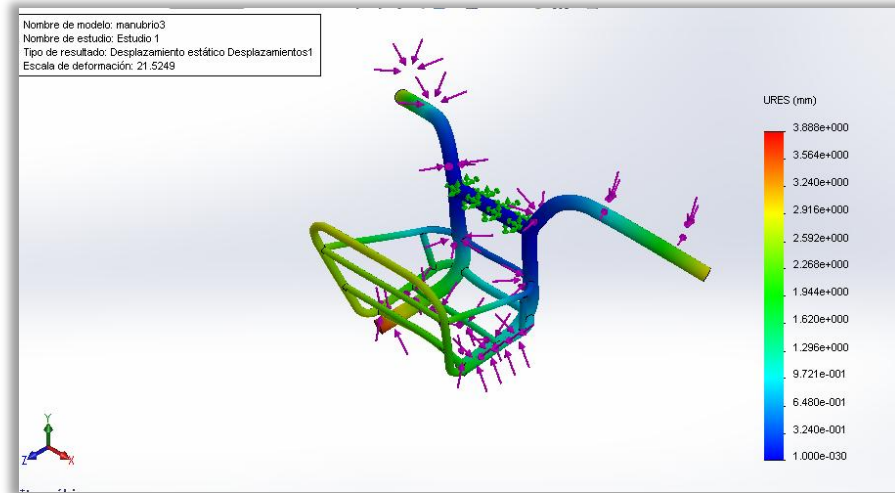 Nombre de modelo: manubrio3
Nombre de estudio: Estudio 1
Tipo de resultado: Desplazamiento estático Desplazamientos1
Escala de deformación: 21.5249
URES (mm)
3.888e+000
3.564e+000
3.240e+000
2.916e+000
2.592e+000
2.268e+000
1.944e+000
1.620e+000
1.296e+000
9.721e-001
6.480e-001
3.240e-001
1.000e-030
Y
Z
X